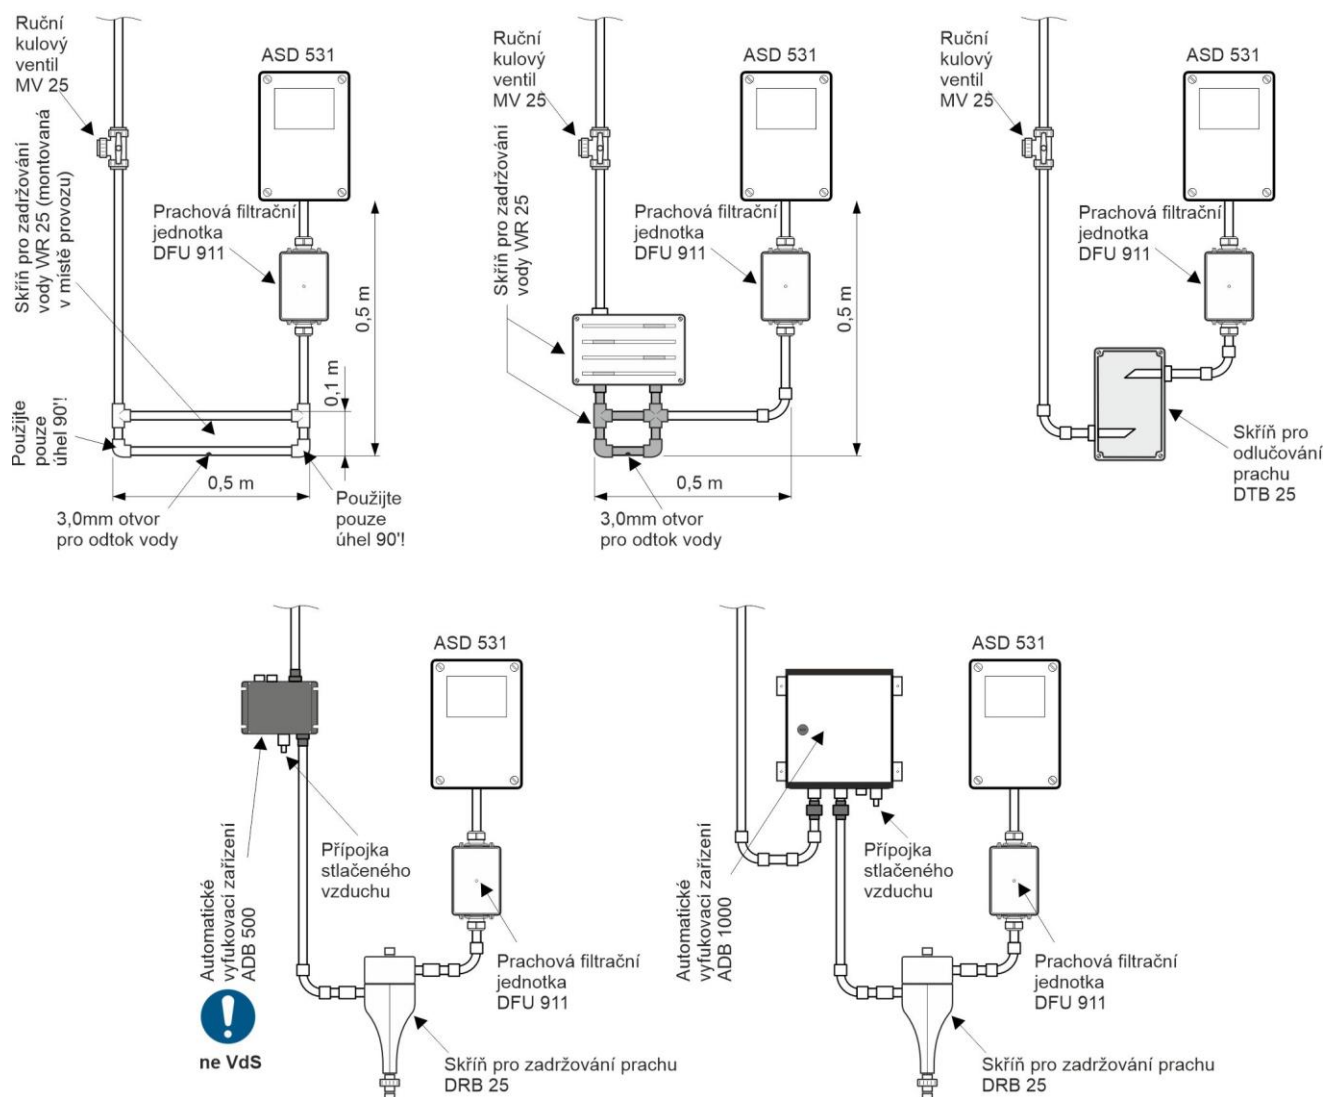 Ruční
kulový
ventil
MV 25
ASD 531
Skříň pro zadržování
vody WR 25 (montovaná
v místě provozu)
Prachová filtrační
jednotka
DFU 911
0,5 m
0,1 m
Použijte
pouze
úhel 90'!
0,5 m
3,0mm otvor
pro odtok vody
Použijte
pouze
úhel 90'!
Ruční
kulový
ventil
MV 25
ASD 531
Skříň pro zadržování
vody WR 25
Prachová filtrační
jednotka
DFU 911
0,5 m
0,5 m
3,0mm otvor
pro odtok vody
Ruční
kulový
ventil
MV 25
ASD 531
Prachová filtrační
jednotka
DFU 911
Skříň pro
odlučování
prachu
DTB 25
ASD 531
Automatické
vyfukovací zařízení
ADB 500
Přípojka
stlačeného
vzduchu
Prachová filtrační
jednotka
DFU 911
ne VdS
Skříň pro zadržování prachu
DRB 25
ASD 531
Automatické
vyfukovací zařízení
ADB 1000
Přípojka
stlačeného
vzduchu
Prachová filtrační
jednotka
DFU 911
Skříň pro zadržování prachu
DRB 25